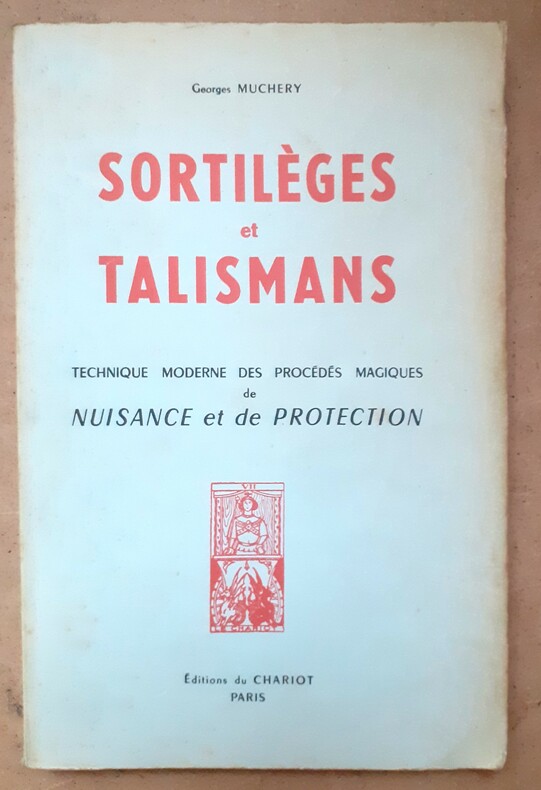 Georges MUCHERY
SORTILÈGES
et
TALISMANS
TECHNIQUE MODERNE DES PROCÉDÉS MAGIQUES
de
NUISANCE et de PROTECTION
VII
LE CHARIOT
Éditions du CHARIOT
PARIS